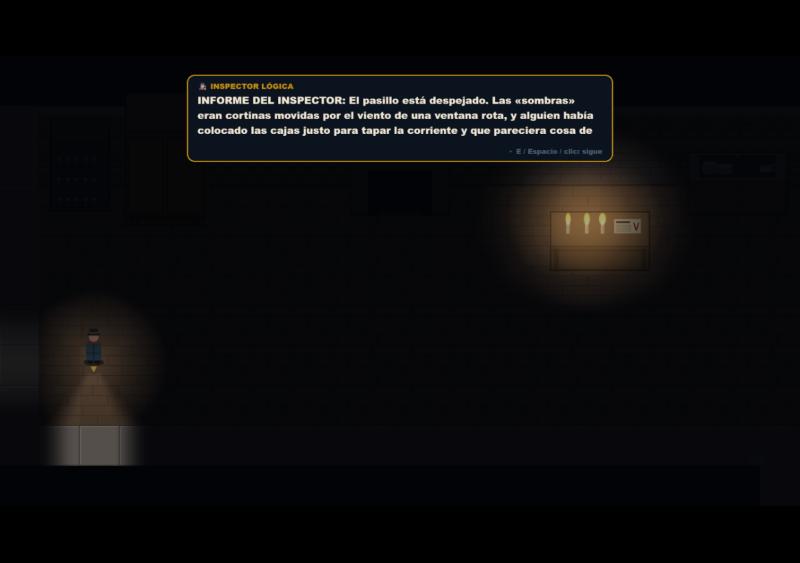 INSPECTOR LÓGICA
INFORME DEL INSPECTOR: El pasillo está despejado. Las «sombras»
eran cortinas movidas por el viento de una ventana rota, y alguien había
colocado las cajas justo para tapar la corriente y que pareciera cosa de
- E / Espacio / clic: sigue
V